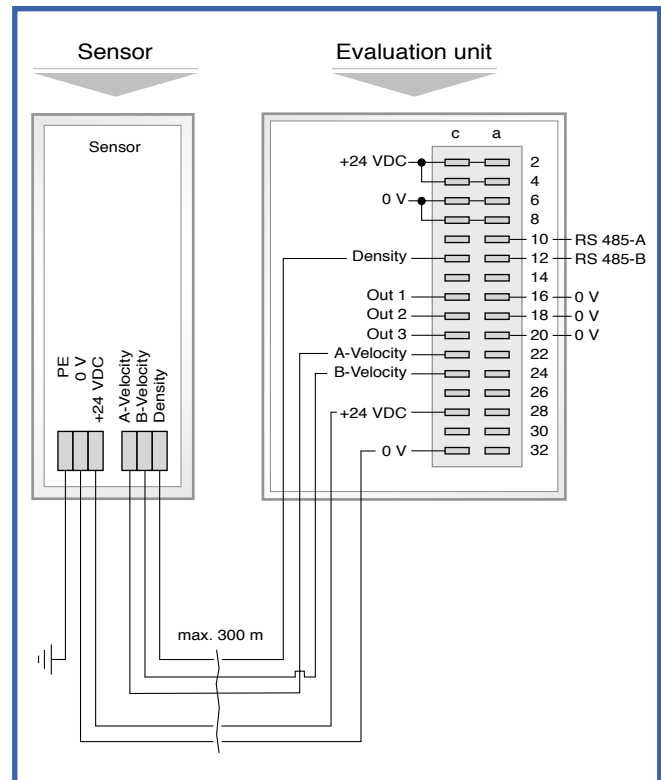 Sensor
Evaluation unit
Sensor
c a
+24 VDC 2
4
0 V 6
8
10 RS 485-A
Density 12 RS 485-B
14
Out 1 16 0 V
Out 2 18 0 V
Out 3 20 0 V
A-Velocity 22
B-Velocity 24
26
+24 VDC 28
30
0 V 32
PE
0 V
+24 VDC
A-Velocity
B-Velocity
Density
max. 300 m